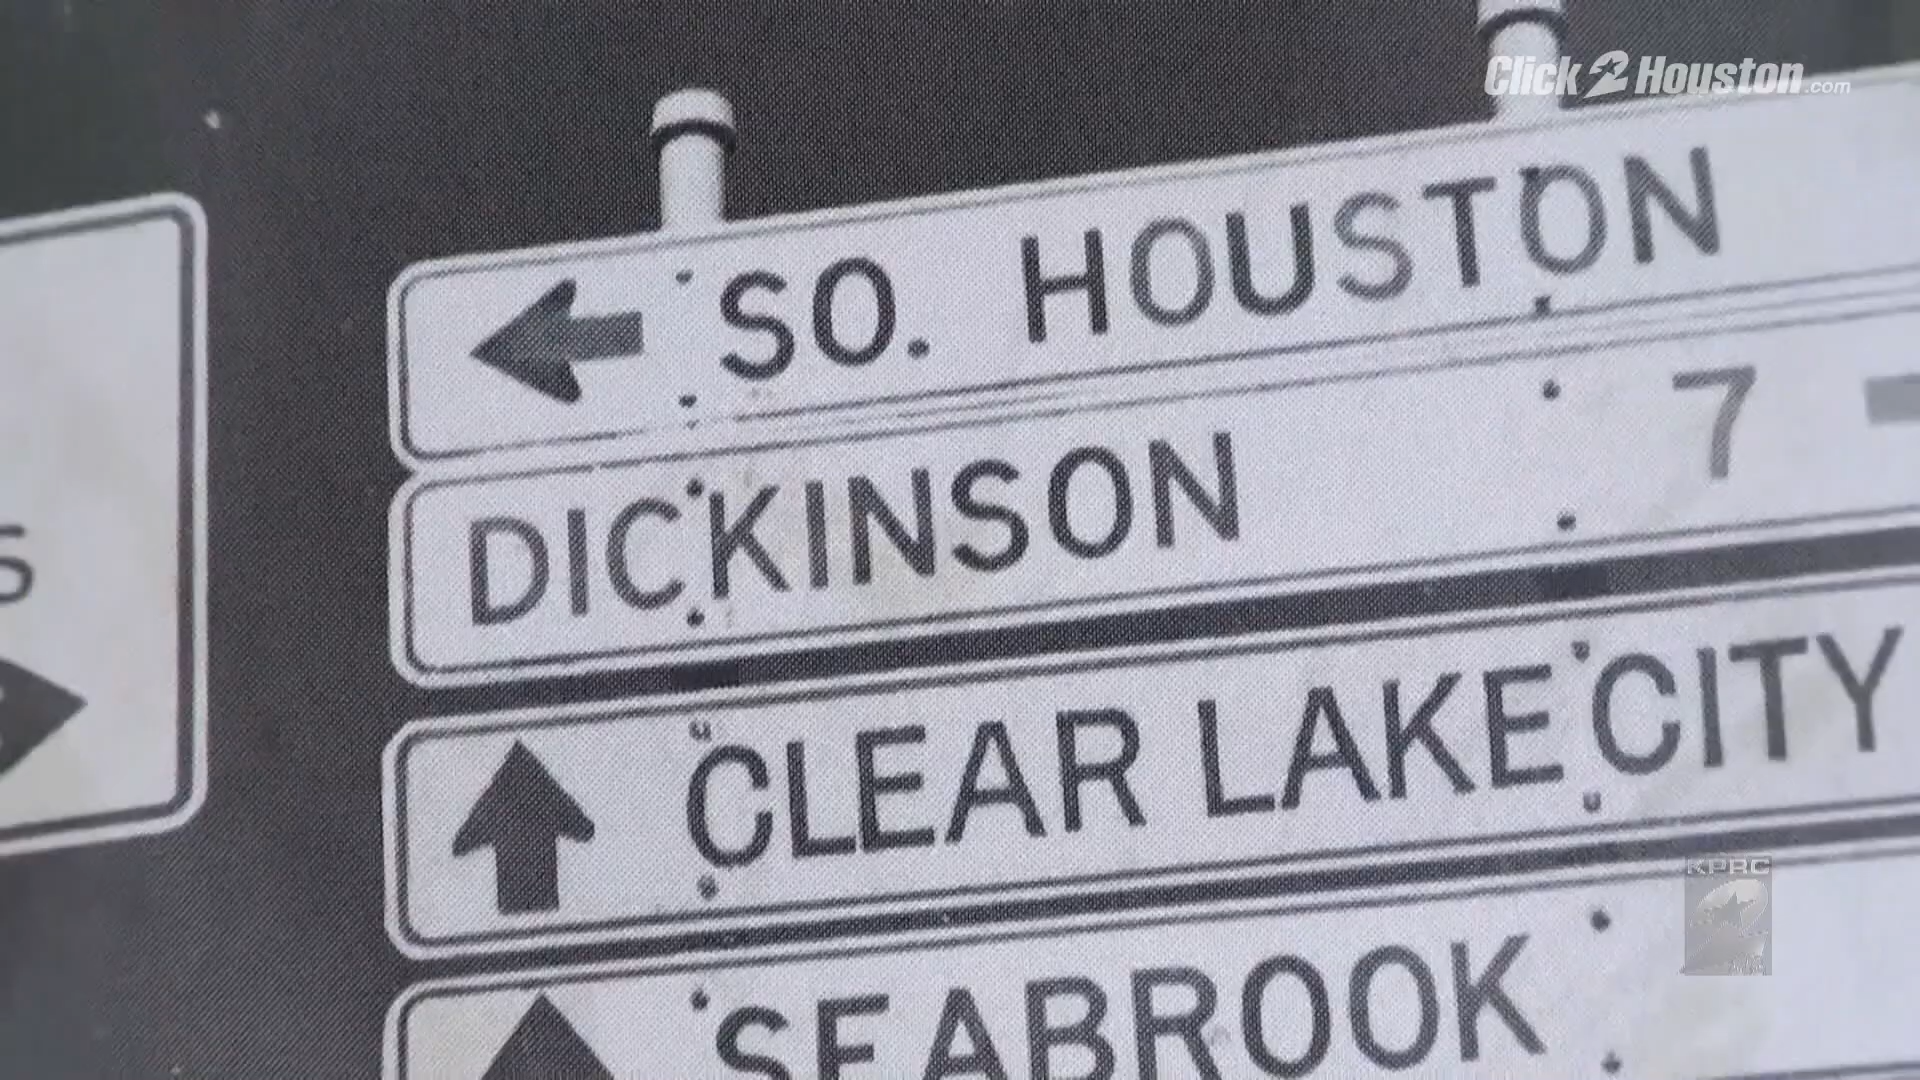 Click2Houston.com
SO. HOUSTON
DICKINSON 7
CLEAR LAKE CITY
SEABROOK
KPRC
S